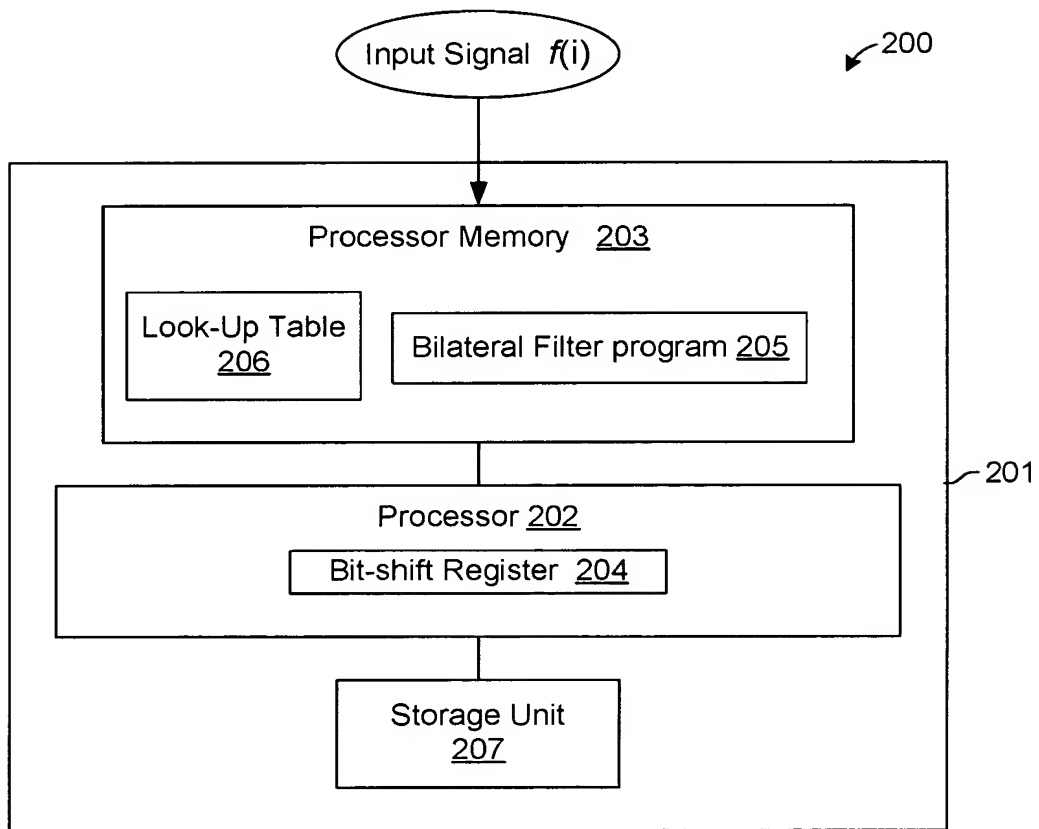 Input Signal f(i)
200
Processor Memory 203
Look-Up Table
206
Bilateral Filter program 205
201
Processor 202
Bit-shift Register 204
Storage Unit
207